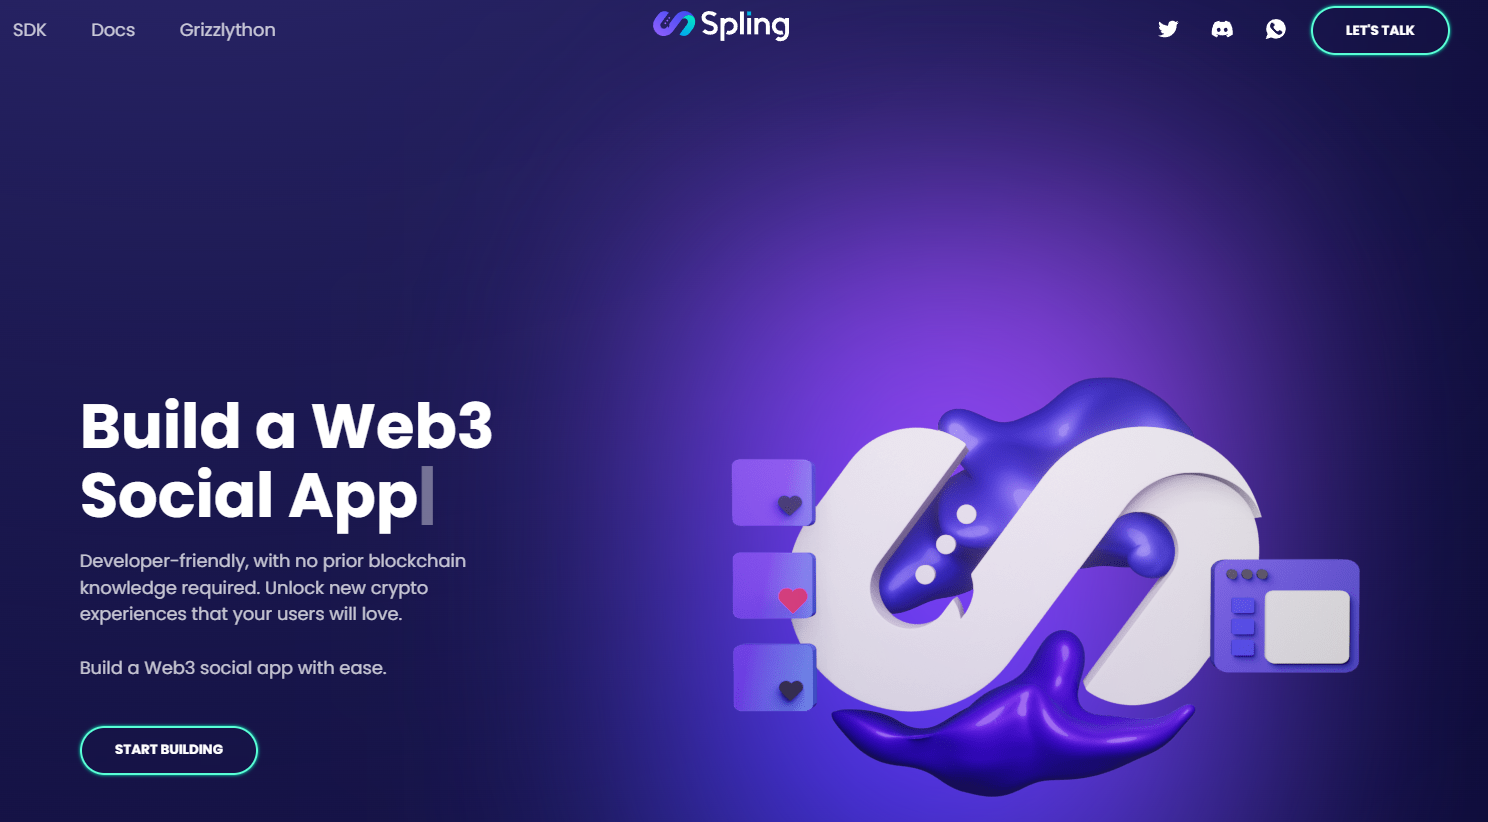 SDK
Docs
Grizzlython
Spling
LET'S TALK
Build a Web3
Social App
Developer-friendly, with no prior blockchain
knowledge required. Unlock new crypto
experiences that your users will love.
Build a Web3 social app with ease.
START BUILDING